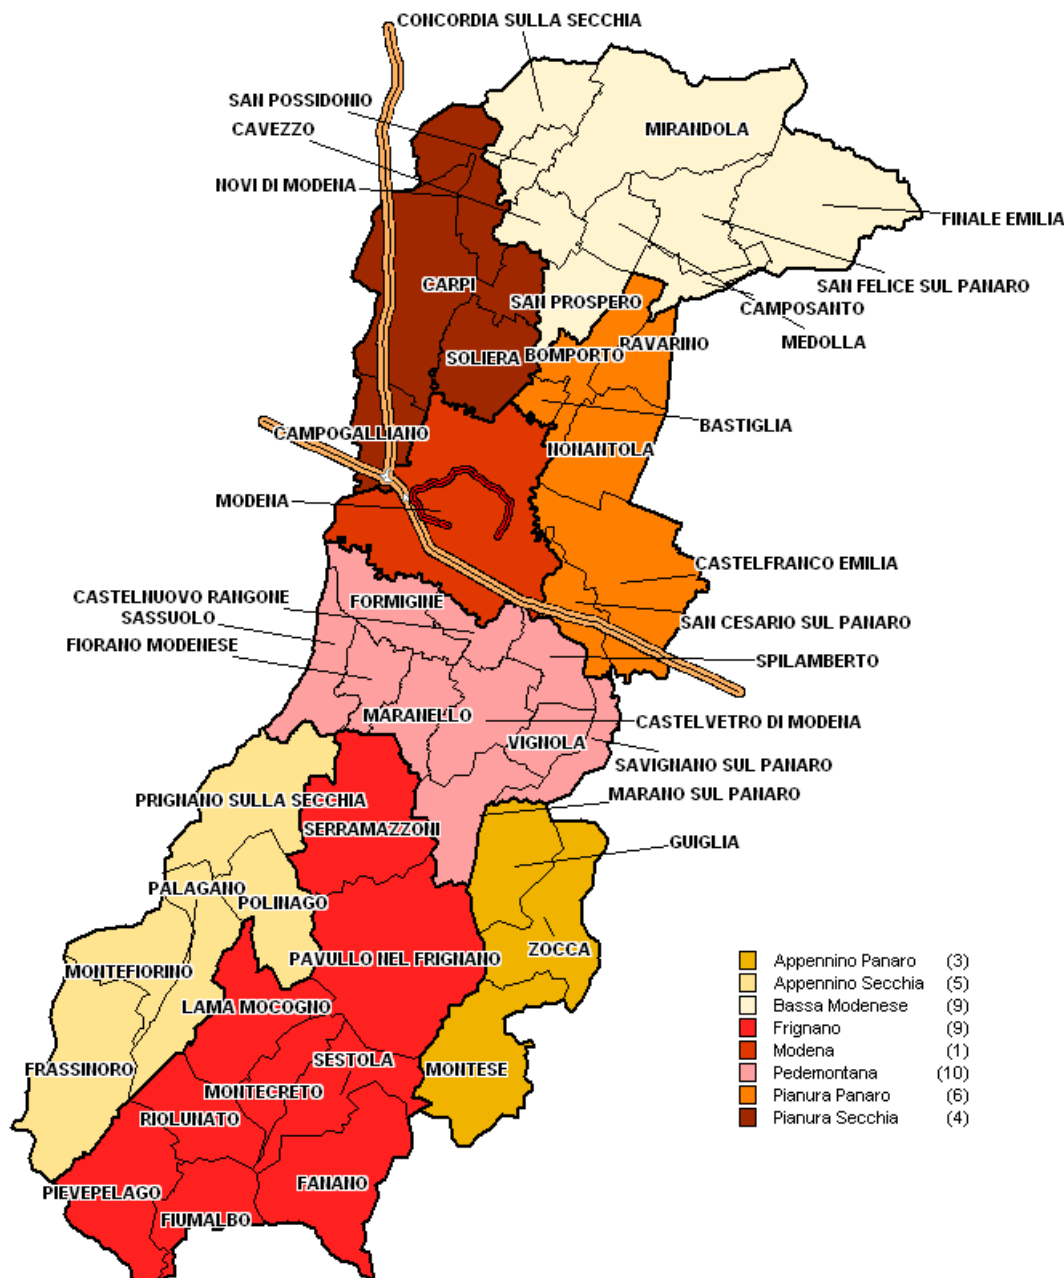 CONCORDIA SULLA SECCHIA
SAN POSSIDONIO
CAVEZZO
MIRANDOLA
NOVI DI MODENA
FINALE EMILIA
CARPI
SAN FELICE SUL PANARO
SAN PROSPERO
CAMPOSANTO
MEDOLLA
RAVARINO
BOMPORTO
SOLIERA
BASTIGLIA
CAMPOGALLIANO
NONANTOLA
MODENA
CASTELFRANCO EMILIA
CASTELNUOVO RANGONE
FORMIGINE
SASSUOLO
SAN CESARIO SUL PANARO
FIORANO MODENESE
SPILAMBERTO
MARANELLO
CASTELVETRO DI MODENA
VIGNOLA
SAVIGNANO SUL PANARO
MARANO SUL PANARO
PRIGNANO SULLA SECCHIA
SERRAMAZZONI
GUIGLIA
PALAGANO
POLINAGO
ZOCCA
PAVULLO NEL FRIGNANO
MONTEFIORINO
LAMA MOCOGNO
SESTOLA
FRASSINORO
MONTESE
MONTECRETO
RIOLUNATO
FANANO
PIEVEPELAGO
FIUMALBO
Appennino Panaro (3)
Appennino Secchia (5)
Bassa Modenese (9)
Frignano (9)
Modena (1)
Pedemontana (10)
Pianura Panaro (6)
Pianura Secchia (4)